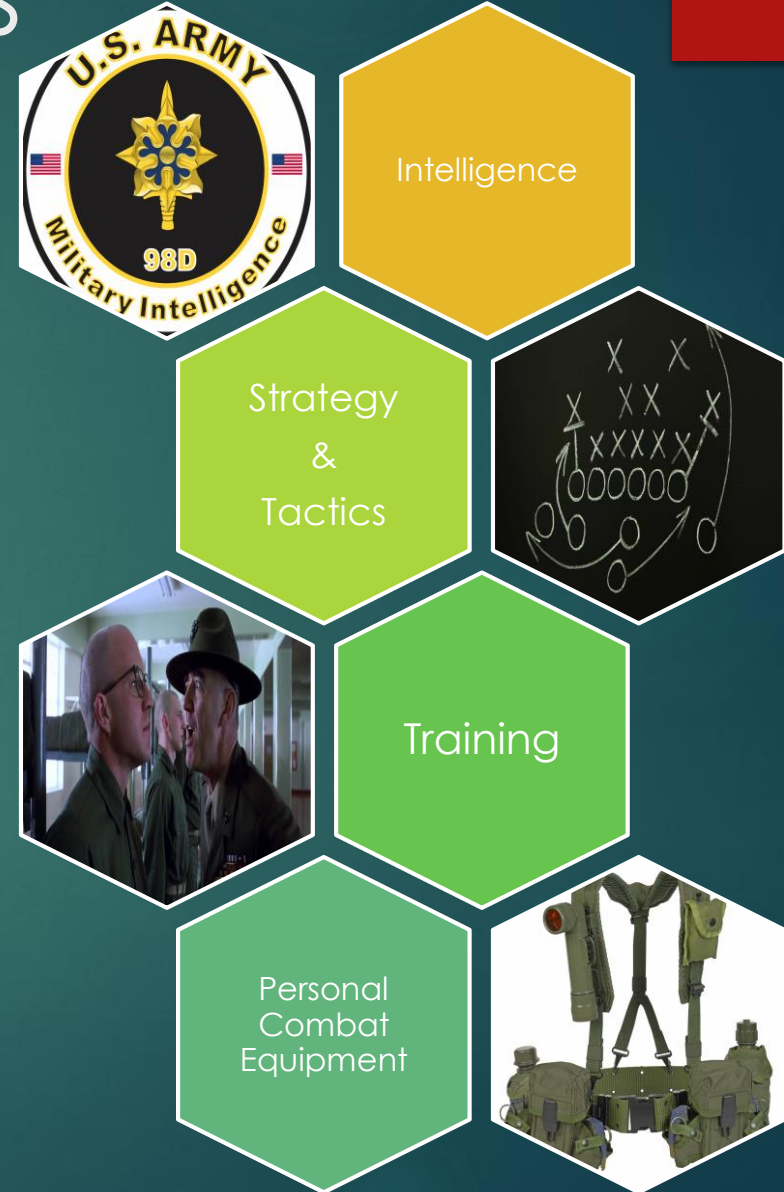 U.S. ARMY
98D
Military Intelligence
Intelligence
Strategy
&
Tactics
Training
Personal
Combat
Equipment